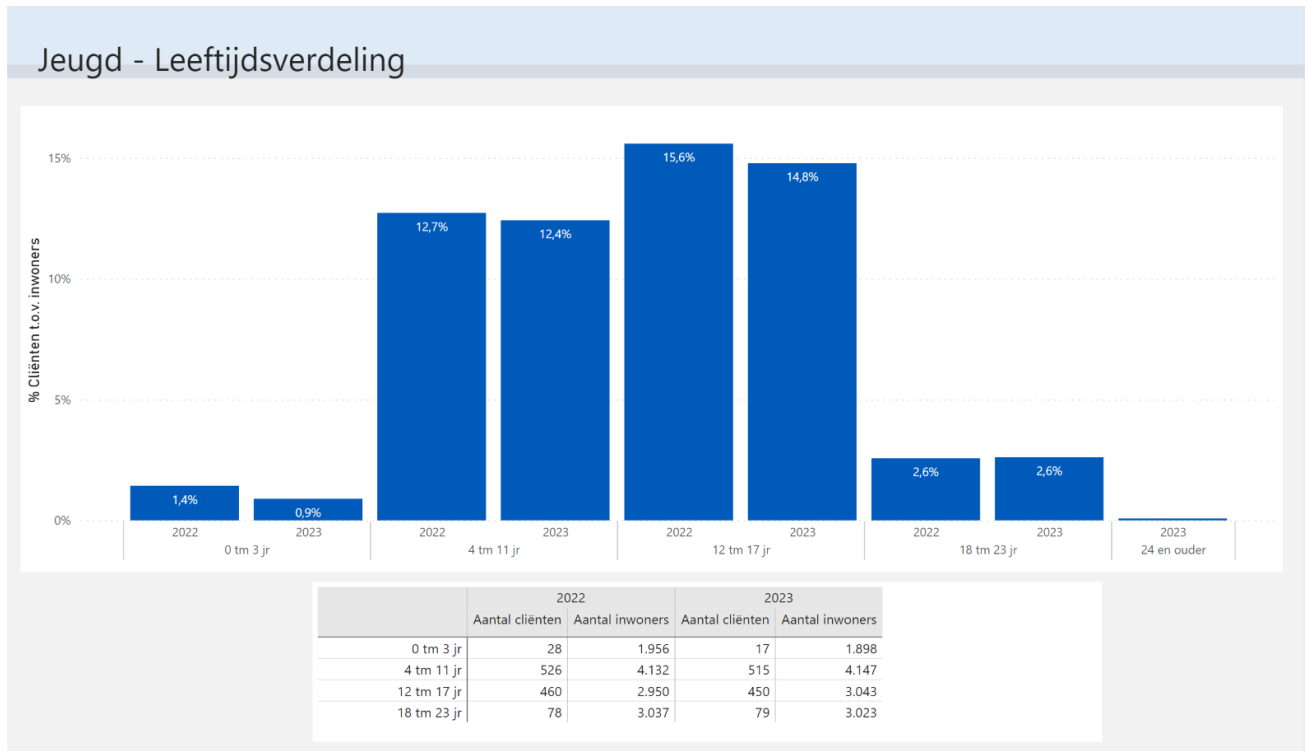 Jeugd - Leeftijdsverdeling
% Cliënten t.o.v. inwoners
15%
10%
5%
0%
1,4%
0,9%
12,7%
12,4%
15,6%
14,8%
2,6%
2,6%
2022 2023 2022 2023 2022 2023 2022 2023 2023
0 tm 3 jr 4 tm 11 jr 12 tm 17 jr 18 tm 23 jr 24 en ouder
2022 2023
Aantal cliënten Aantal inwoners Aantal cliënten Aantal inwoners
0 tm 3 jr 28 1.956 17 1.898
4 tm 11 jr 526 4.132 515 4.147
12 tm 17 jr 460 2.950 450 3.043
18 tm 23 jr 78 3.037 79 3.023